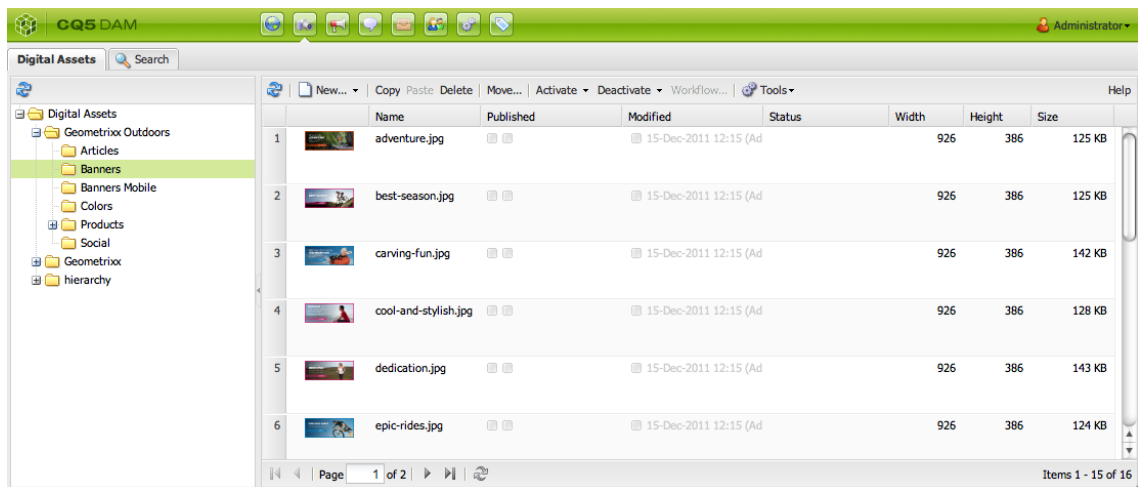 CQ5 DAM
Administrator
Digital Assets
Search
New...
Copy Paste Delete
Move...
Activate
Deactivate
Workflow...
Tools
Help
Digital Assets
Geometrixx Outdoors
Articles
Banners
Banners Mobile
Colors
Products
Social
Geometrixx
hierarchy
Name Published Modified Status Width Height Size
1 adventure.jpg 15-Dec-2011 12:15 (Ad 926 386 125 KB
2 best-season.jpg 15-Dec-2011 12:15 (Ad 926 386 125 KB
3 carving-fun.jpg 15-Dec-2011 12:15 (Ad 926 386 142 KB
4 cool-and-stylish.jpg 15-Dec-2011 12:15 (Ad 926 386 128 KB
5 dedication.jpg 15-Dec-2011 12:15 (Ad 926 386 143 KB
6 epic-rides.jpg 15-Dec-2011 12:15 (Ad 926 386 124 KB
Page 1 of 2
Items 1 - 15 of 16